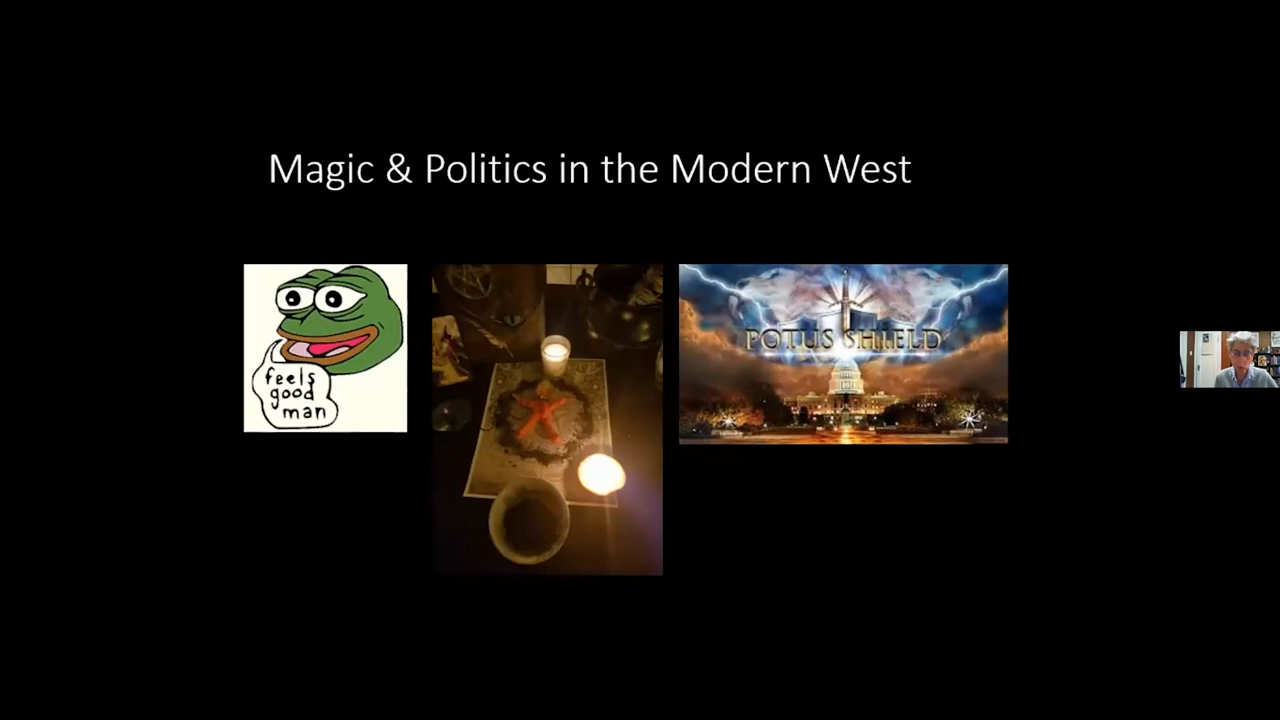 Magic & Politics in the Modern West
feels
good
man
POTUS SHIELD